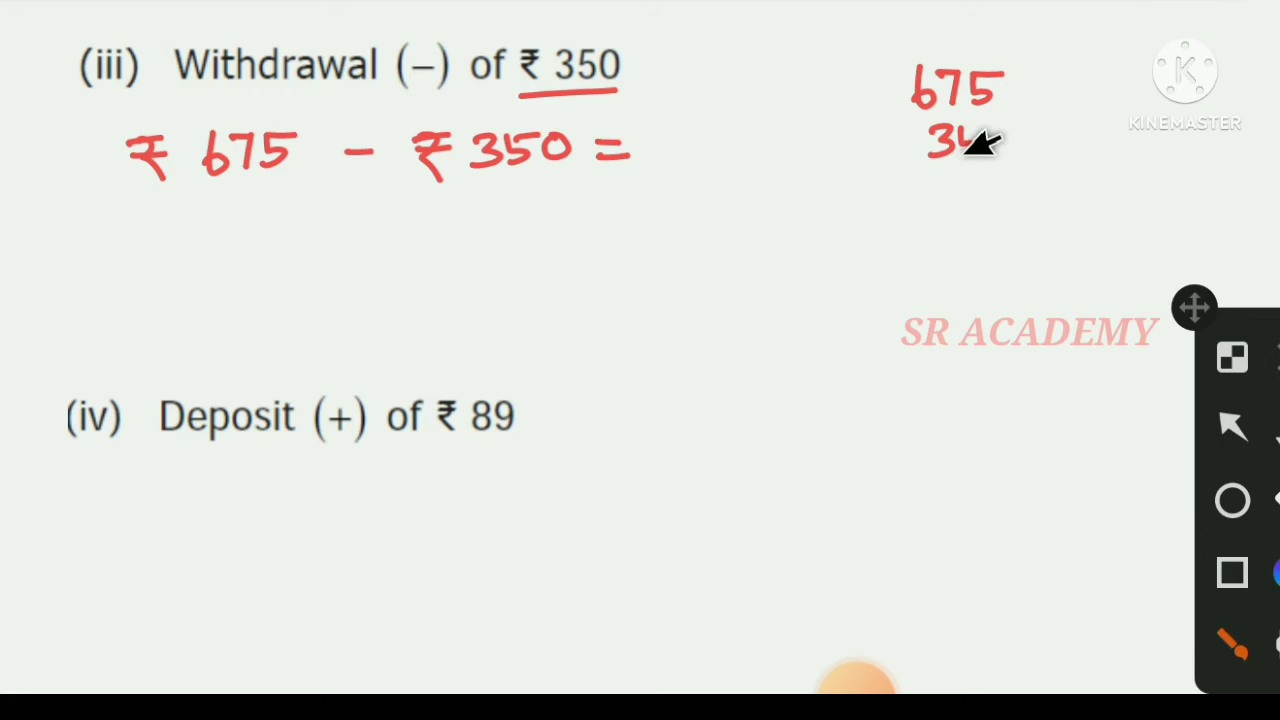 (iii) Withdrawal (–) of ₹ 350
₹ 675 – ₹ 350 =
675
KINEMASTER
SR ACADEMY
(iv) Deposit (+) of ₹ 89